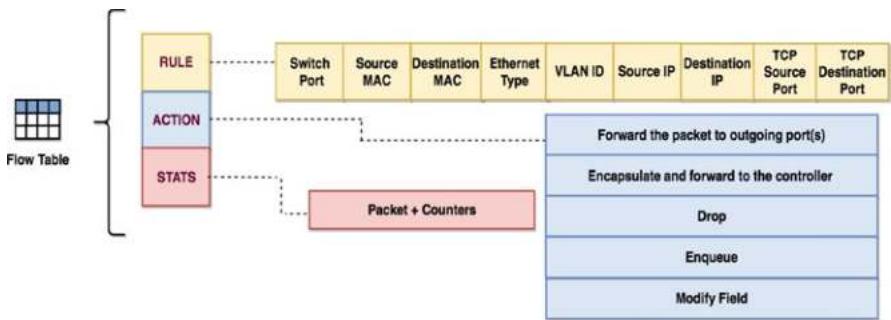 RULE
Switch
Port
Source
MAC
Destination
MAC
Ethernet
Type
VLAN ID
Source IP
Destination
IP
TCP
Source
Port
TCP
Destination
Port
Flow Table
ACTION
Forward the packet to outgoing port(s)
Encapsulate and forward to the controller
Drop
Enqueue
Modify Field
STATS
Packet + Counters